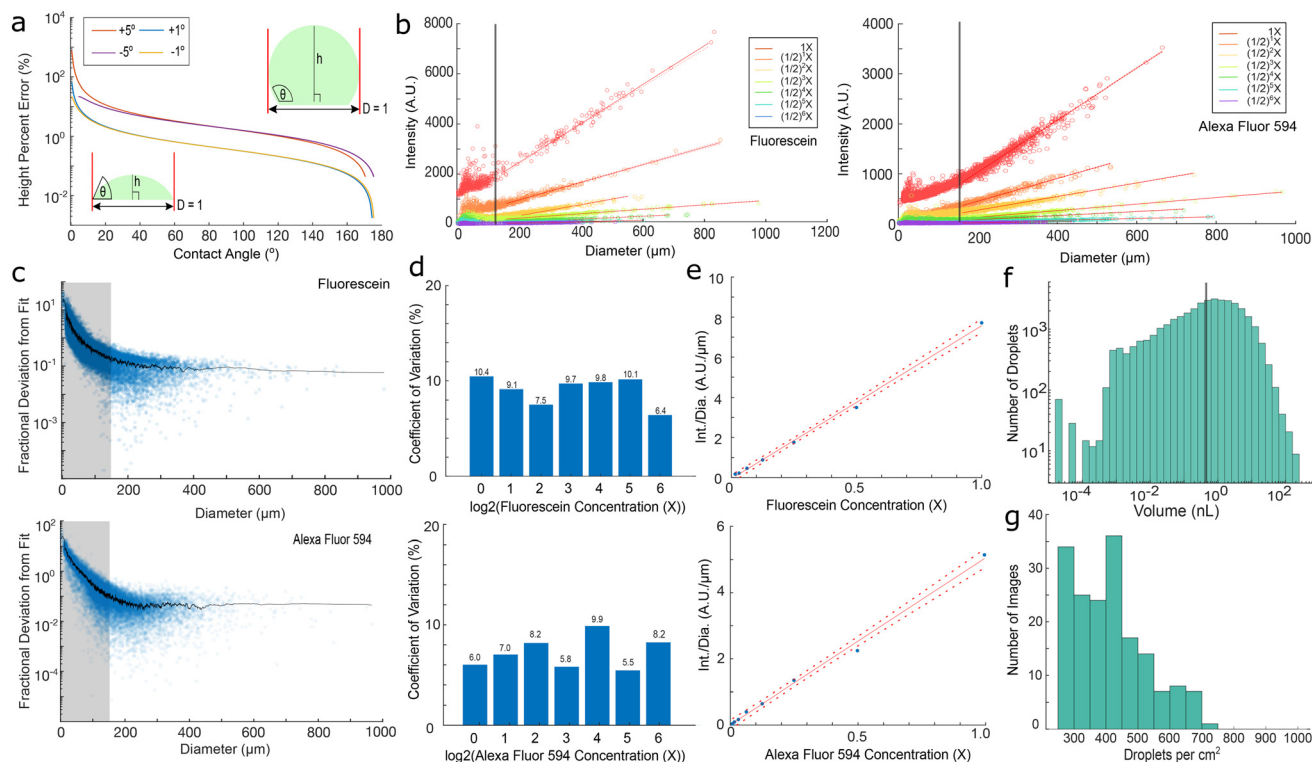 a
Height Percent Error (%)
10⁴
10²
10⁰
10⁻²
+5º
+1º
-5º
-1º
θ
h
D = 1
θ
h
D = 1
0
20
40
60
80
100
120
140
160
180
Contact Angle (º)
b
Intensity (A.U.)
8000
6000
4000
2000
0
0
200
400
600
800
1000
1200
Diameter (µm)
1X
(1/2)¹X
(1/2)²X
(1/2)³X
(1/2)⁴X
(1/2)⁵X
(1/2)⁶X
Fluorescein
Intensity (A.U.)
4000
3000
2000
1000
0
0
200
400
600
800
1000
Diameter (µm)
1X
(1/2)¹X
(1/2)²X
(1/2)³X
(1/2)⁴X
(1/2)⁵X
(1/2)⁶X
Alexa Fluor 594
c
Fluorescein
Fractional Deviation from Fit
10¹
10⁻¹
10⁻³
0
200
400
600
800
1000
Diameter (µm)
Alexa Fluor 594
Fractional Deviation from Fit
10²
10⁰
10⁻²
10⁻⁴
0
200
400
600
800
1000
Diameter (µm)
d
Coefficient of Variation (%)
20
10
0
10.4
9.1
7.5
9.7
9.8
10.1
6.4
0
1
2
3
4
5
6
log2(Fluorescein Concentration (X))
Coefficient of Variation (%)
20
10
0
6.0
7.0
8.2
5.8
9.9
5.5
8.2
0
1
2
3
4
5
6
log2(Alexa Fluor 594 Concentration (X))
e
Int./Dia. (A.U./µm)
10
8
6
4
2
0
0
0.5
1.0
Fluorescein Concentration (X)
Int./Dia. (A.U./µm)
6
4
2
0
0
0.5
1.0
Alexa Fluor 594 Concentration (X)
f
Number of Droplets
10³
10²
10¹
10⁻⁴
10⁻²
10⁰
10²
Volume (nL)
g
Number of Images
40
30
20
10
0
300
400
500
600
700
800
900
1000
Droplets per cm²